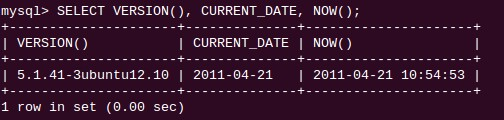 mysql> SELECT VERSION(), CURRENT_DATE, NOW();
+---------------------+--------------+---------------------+
| VERSION()           | CURRENT_DATE | NOW()               |
+---------------------+--------------+---------------------+
| 5.1.41-3ubuntu12.10 | 2011-04-21   | 2011-04-21 10:54:53 |
+---------------------+--------------+---------------------+
1 row in set (0.00 sec)